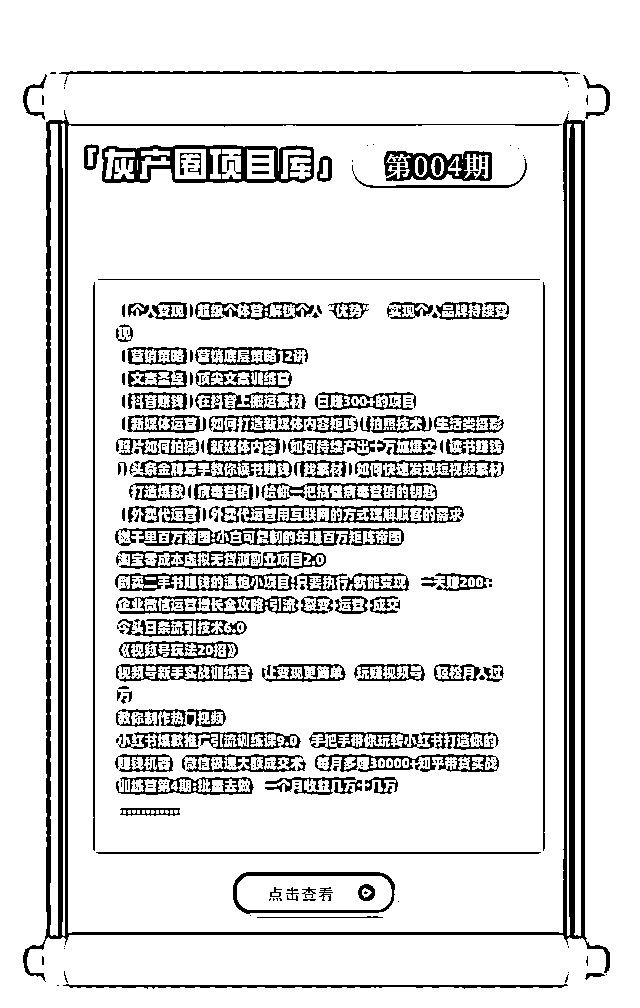 「灰产圈项目库」 第004期
【个人变现】超级个体营:解锁个人“优势” 实现个人品牌持续变
现
【营销策略】营销底层策略12讲
【文案圣经】顶尖文案训练营
【抖音赚钱】在抖音上搬运素材 日赚300+的项目
【新媒体运营】如何打造新媒体内容矩阵【拍照技术】生活类摄影
照片如何拍摄【新媒体内容】如何持续产出十万加爆文【读书赚钱
】头条金牌写手教你读书赚钱【找素材】如何快速发现短视频素材
打造爆款【病毒营销】给你一把搞懂病毒营销的钥匙
【外卖代运营】外卖代运营用互联网的方式理解顾客的需求
千里百万帝图:小白可复制的年赚百万矩阵帝图
淘宝零成本虚拟无货源副业项目2.0
倒卖二手书赚钱的温饱小项目:只要执行,就能变现 一天赚200+
企业微信运营增长全攻略:引流+裂变+运营+成交
今头日条流引技术6.0
《视频号玩法20招》
视频号新手实战训练营 让变现更简单 玩赚视频号 轻松月入过
万
教你制作热门视频
小红书爆款推广引流训练课9.0 手把手带你玩转小红书打造你的
赚钱机器 微信极速大额成交术 每月多赚30000+知乎带货实战
训练营第4期:批量去做 一个月收益几万十几万
............
点击查看